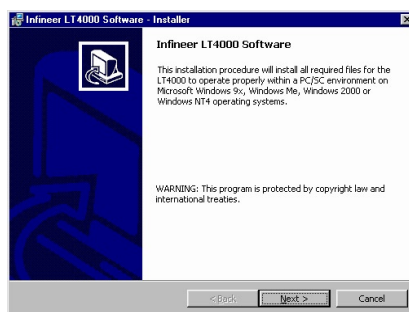 Infineer LT4000 Software - Installer
Infineer LT4000 Software
This installation procedure will install all required files for the
LT4000 to operate properly within a PC/SC environment on
Microsoft Windows 9x, Windows Me, Windows 2000 or
Windows NT4 operating systems.
WARNING: This program is protected by copyright law and
international treaties.
< Back
Next >
Cancel